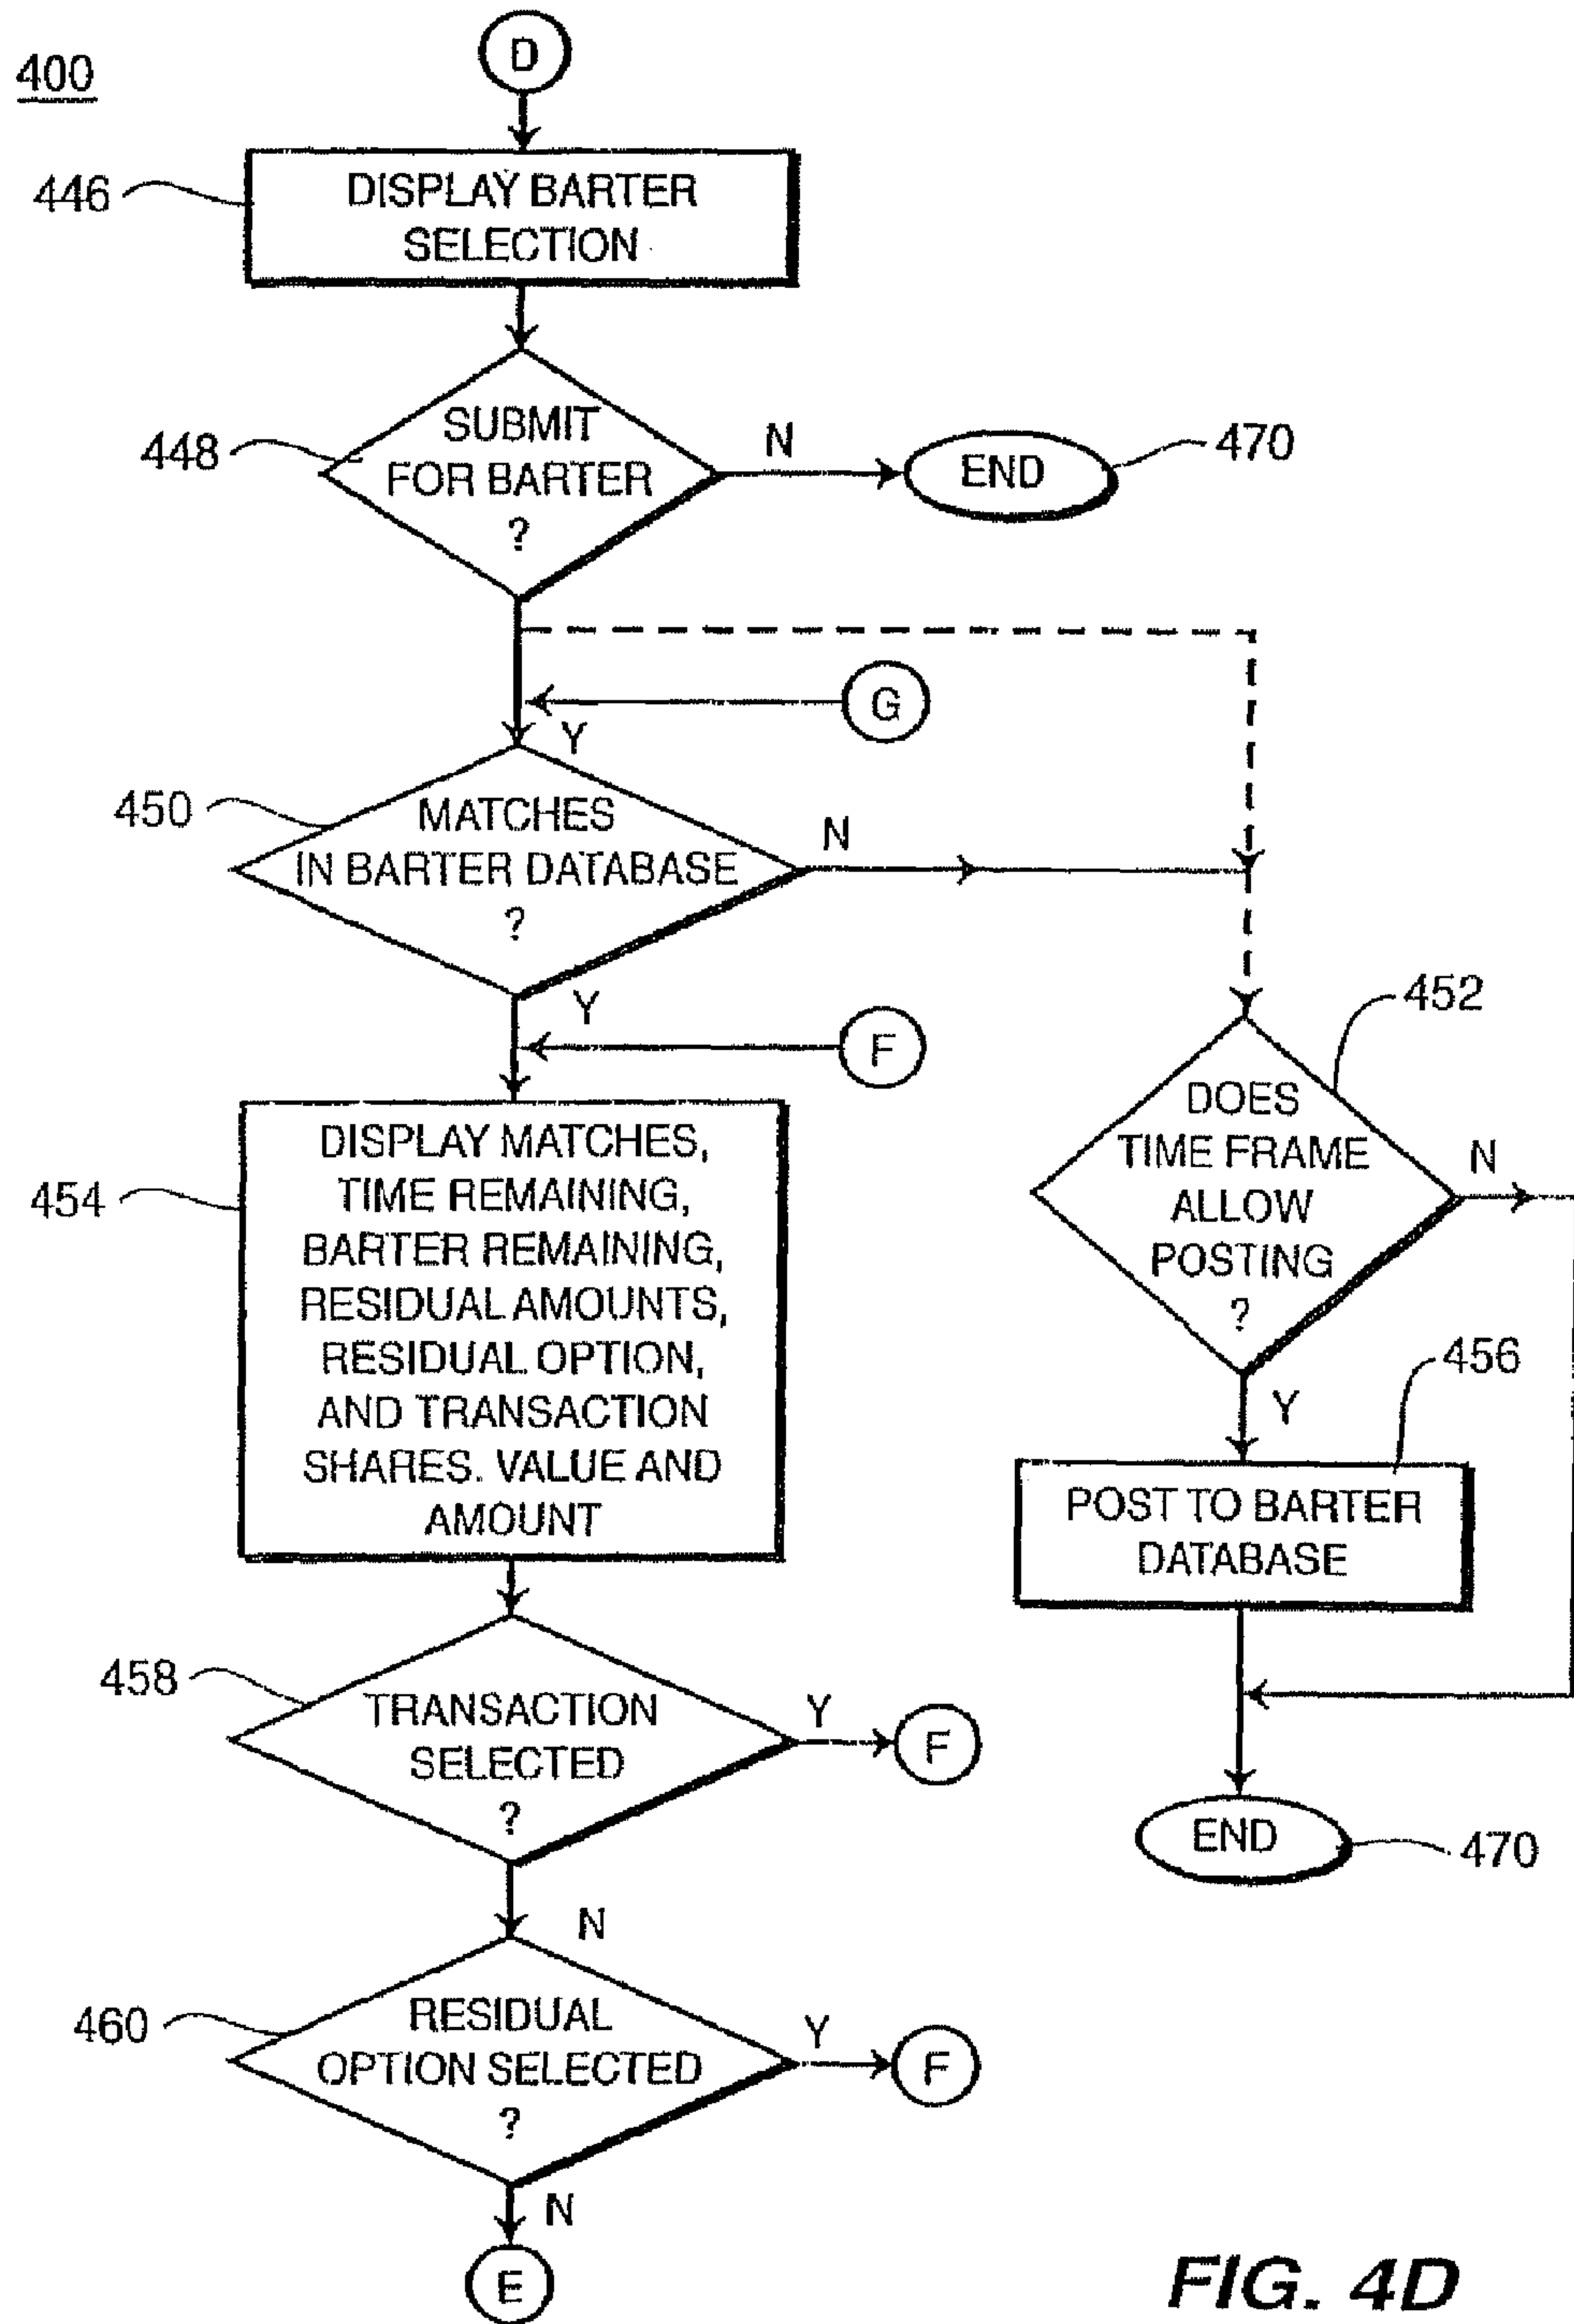 D
400
446
DISPLAY BARTER
SELECTION
448
SUBMIT
FOR BARTER
?
N
END
470
G
Y
450
MATCHES
IN BARTER DATABASE
?
N
Y
F
452
DOES
TIME FRAME
ALLOW
POSTING
?
N
454
DISPLAY MATCHES,
TIME REMAINING,
BARTER REMAINING,
RESIDUAL AMOUNTS,
RESIDUAL OPTION,
AND TRANSACTION
SHARES. VALUE AND
AMOUNT
456
Y
POST TO BARTER
DATABASE
458
TRANSACTION
SELECTED
?
Y
F
END
470
N
460
RESIDUAL
OPTION SELECTED
?
Y
F
N
E
FIG. 4D